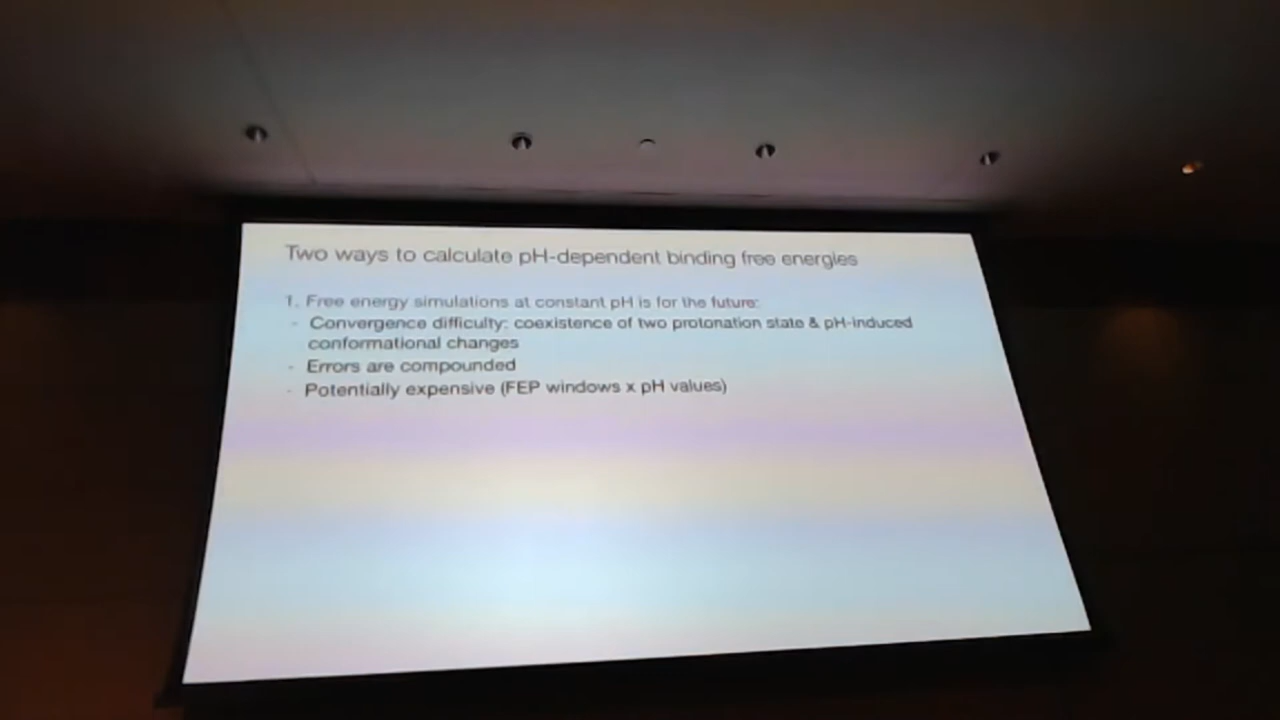 Two ways to calculate pH-dependent binding free energies
1. Free energy simulations at constant pH is for the future:
- Convergence difficulty: coexistence of two protonation state & pH-induced
conformational changes
- Errors are compounded
- Potentially expensive (FEP windows x pH values)